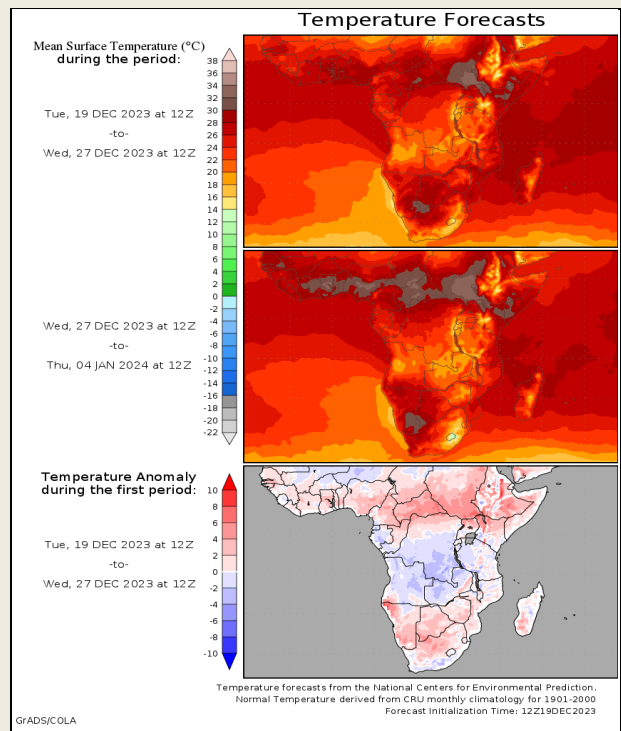 Temperature Forecasts
Mean Surface Temperature (°C)
during the period:
Tue, 19 DEC 2023 at 12Z
-to-
Wed, 27 DEC 2023 at 12Z
38
36
34
32
30
28
26
24
22
20
18
16
14
12
10
8
6
4
2
0
-2
-4
-6
-8
-10
-12
-14
-16
-18
-20
-22
Wed, 27 DEC 2023 at 12Z
-to-
Thu, 04 JAN 2024 at 12Z
Temperature Anomaly
during the first period:
Tue, 19 DEC 2023 at 12Z
-to-
Wed, 27 DEC 2023 at 12Z
10
8
6
4
2
0
-2
-4
-6
-8
-10
Temperature forecasts from the National Centers for Environmental Prediction.
Normal Temperature derived from CRU monthly climatology for 1901-2000
Forecast Initialization Time: 12Z19DEC2023
GrADS/COLA